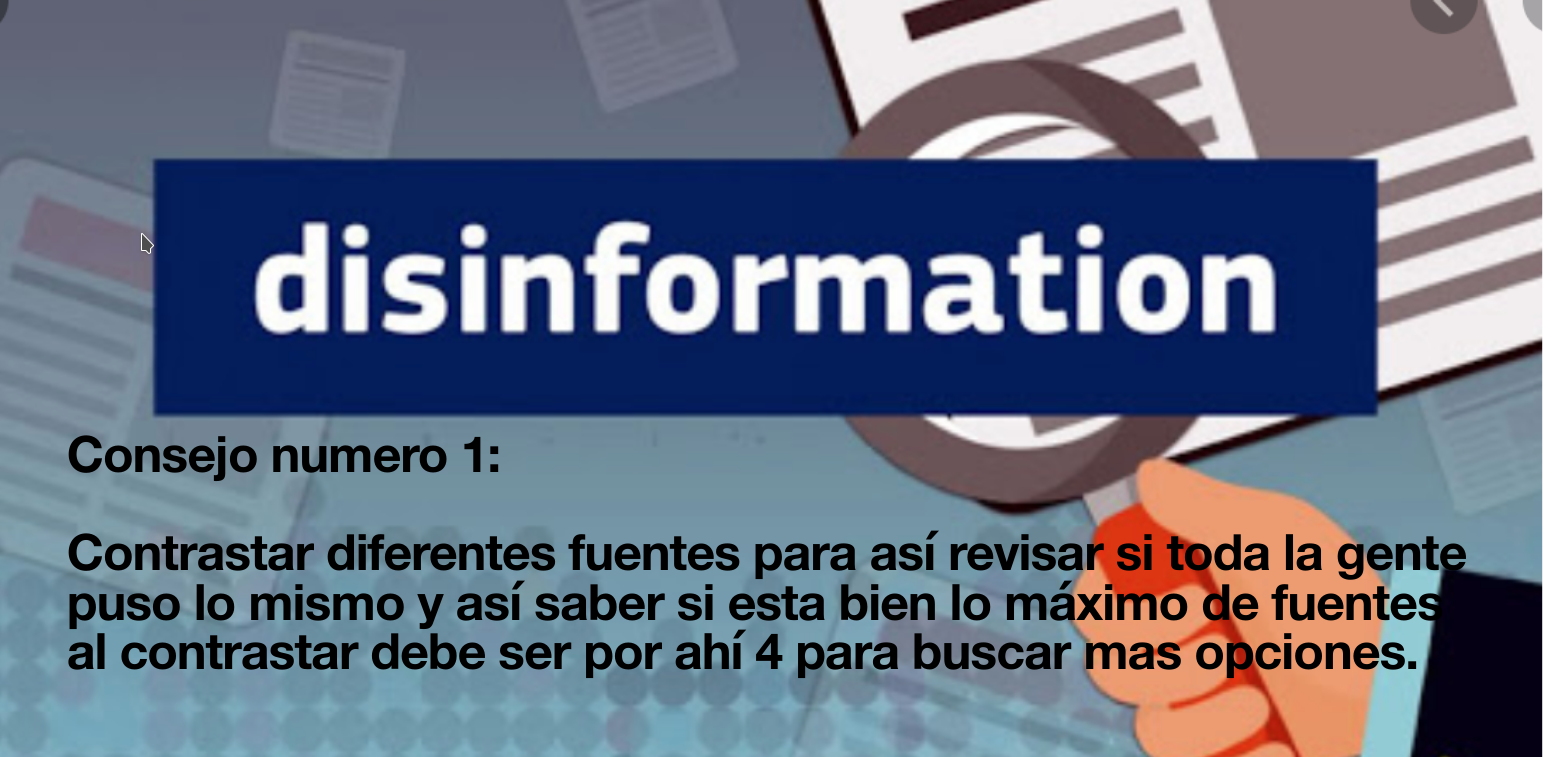 disinformation
Consejo numero 1:
Contrastar diferentes fuentes para así revisar si toda la gente
puso lo mismo y así saber si esta bien lo máximo de fuentes
al contrastar debe ser por ahí 4 para buscar mas opciones.